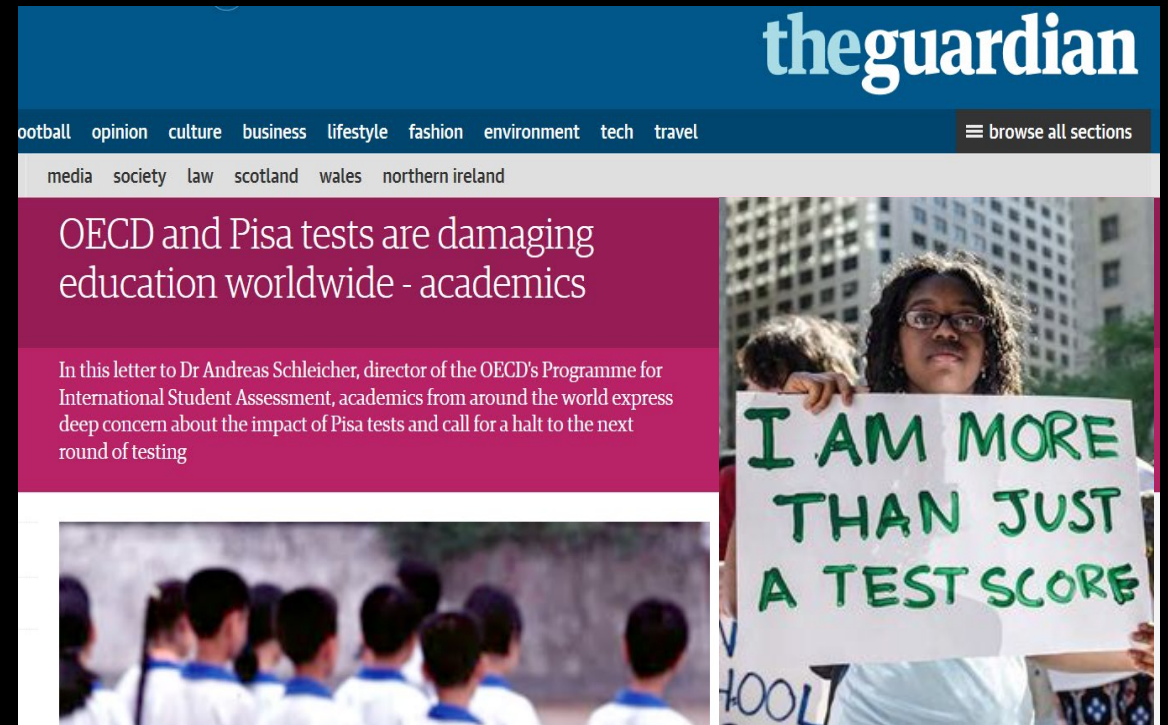 theguardian
ootball opinion culture business lifestyle fashion environment tech travel
browse all sections
media society law scotland wales northern ireland
OECD and Pisa tests are damaging
education worldwide - academics
In this letter to Dr Andreas Schleicher, director of the OECD's Programme for
International Student Assessment, academics from around the world express
deep concern about the impact of Pisa tests and call for a halt to the next
round of testing
I AM MORE
THAN JUST
A TEST SCORE